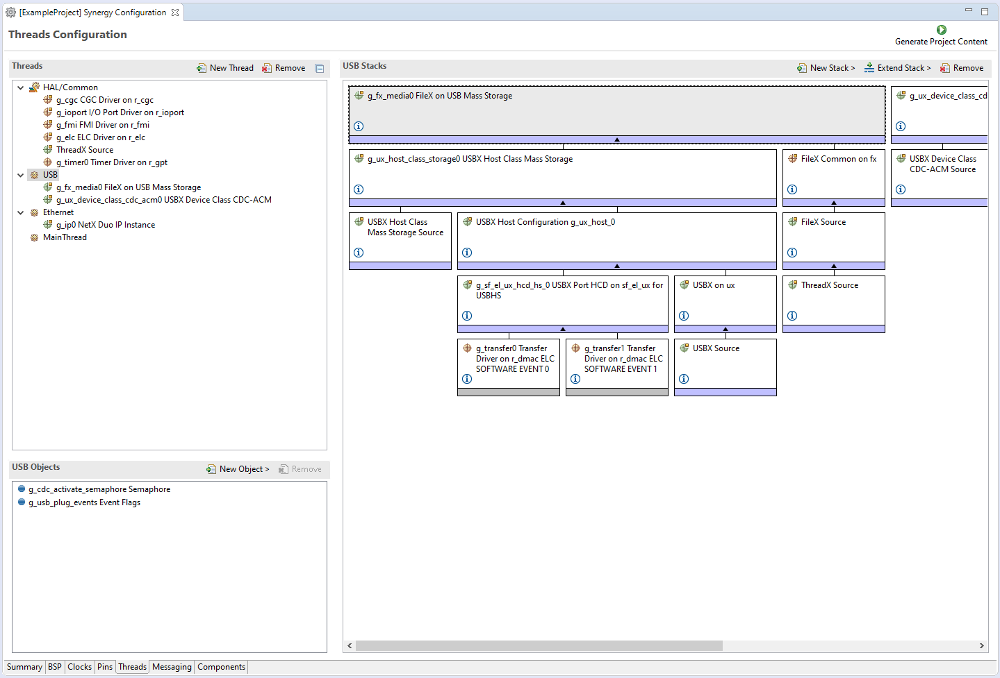 [ExampleProject] Synergy Configuration
Threads Configuration
Generate Project Content
Threads
New Thread
Remove
HAL/Common
g_cgc CGC Driver on r_cgc
g_ioport I/O Port Driver on r_ioport
g_fmi FMI Driver on r_fmi
g_elc ELC Driver on r_elc
ThreadX Source
g_timer0 Timer Driver on r_gpt
USB
g_fx_media0 FileX on USB Mass Storage
g_ux_device_class_cdc_acm0 USBX Device Class CDC-ACM
Ethernet
g_ip0 NetX Duo IP Instance
MainThread
USB Objects
New Object >
Remove
g_cdc_activate_semaphore Semaphore
g_usb_plug_events Event Flags
USB Stacks
New Stack >
Extend Stack >
Remove
g_fx_media0 FileX on USB Mass Storage
g_ux_device_class_cd
g_ux_host_class_storage0 USBX Host Class Mass Storage
FileX Common on fx
USBX Device Class
CDC-ACM Source
USBX Host Class
Mass Storage Source
USBX Host Configuration g_ux_host_0
FileX Source
g_sf_el_ux_hcd_hs_0 USBX Port HCD on sf_el_ux for
USBHS
USBX on ux
ThreadX Source
g_transfer0 Transfer
Driver on r_dmac ELC
SOFTWARE EVENT 0
g_transfer1 Transfer
Driver on r_dmac ELC
SOFTWARE EVENT 1
USBX Source
Summary
BSP
Clocks
Pins
Threads
Messaging
Components